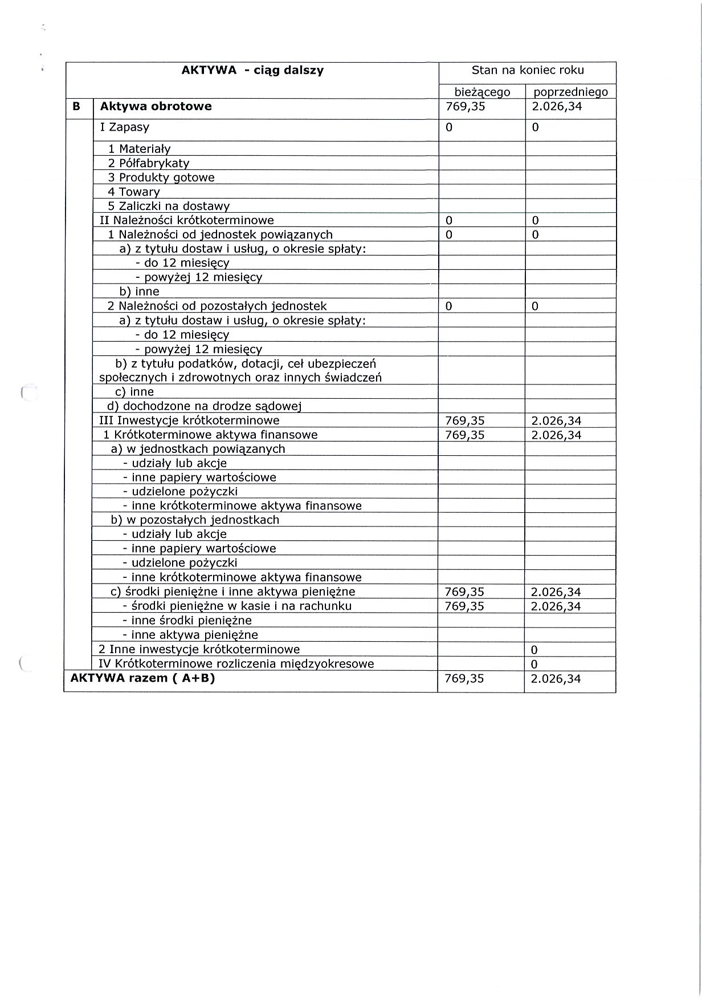 AKTYWA - ciąg dalszy Stan na koniec roku
bieżącego poprzedniego
B Aktywa obrotowe 769,35 2.026,34
I Zapasy 0 0
1 Materiały
2 Półfabrykaty
3 Produkty gotowe
4 Towary
5 Zaliczki na dostawy
II Należności krótkoterminowe 0 0
1 Należności od jednostek powiązanych 0 0
a) z tytułu dostaw i usług, o okresie spłaty:
- do 12 miesięcy
- powyżej 12 miesięcy
b) inne
2 Należności od pozostałych jednostek 0 0
a) z tytułu dostaw i usług, o okresie spłaty:
- do 12 miesięcy
- powyżej 12 miesięcy
b) z tytułu podatków, dotacji, ceł ubezpieczeń
społecznych i zdrowotnych oraz innych świadczeń
c) inne
d) dochodzone na drodze sądowej
III Inwestycje krótkoterminowe 769,35 2.026,34
1 Krótkoterminowe aktywa finansowe 769,35 2.026,34
a) w jednostkach powiązanych
- udziały lub akcje
- inne papiery wartościowe
- udzielone pożyczki
- inne krótkoterminowe aktywa finansowe
b) w pozostałych jednostkach
- udziały lub akcje
- inne papiery wartościowe
- udzielone pożyczki
- inne krótkoterminowe aktywa finansowe
c) środki pieniężne i inne aktywa pieniężne 769,35 2.026,34
- środki pieniężne w kasie i na rachunku 769,35 2.026,34
- inne środki pieniężne
- inne aktywa pieniężne
2 Inne inwestycje krótkoterminowe 0
IV Krótkoterminowe rozliczenia międzyokresowe 0
AKTYWA razem ( A+B) 769,35 2.026,34